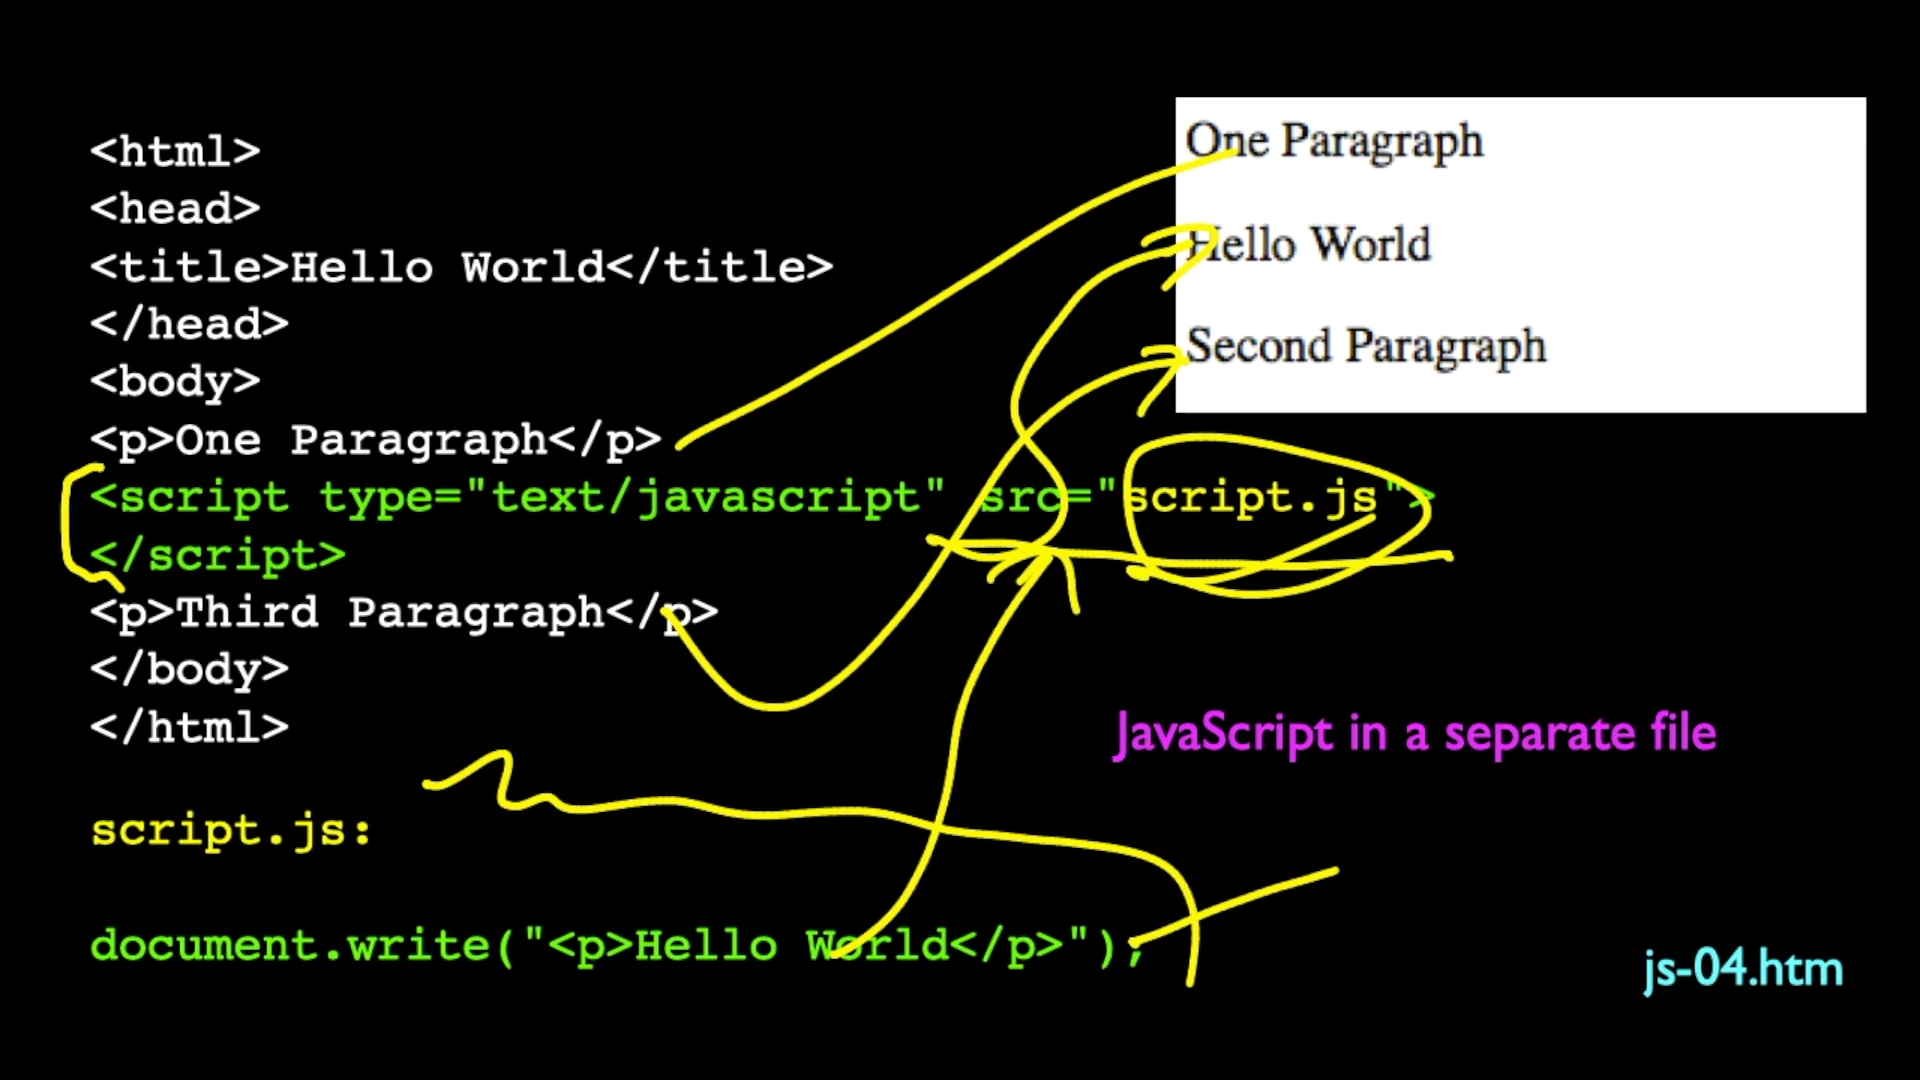 <html>
<head>
<title>Hello World</title>
</head>
<body>
<p>One Paragraph</p>
<script type="text/javascript" src="script.js">
</script>
<p>Third Paragraph</p>
</body>
</html>
script.js:
document.write("<p>Hello World</p>");
One Paragraph
Hello World
Second Paragraph
JavaScript in a separate file
js-04.htm